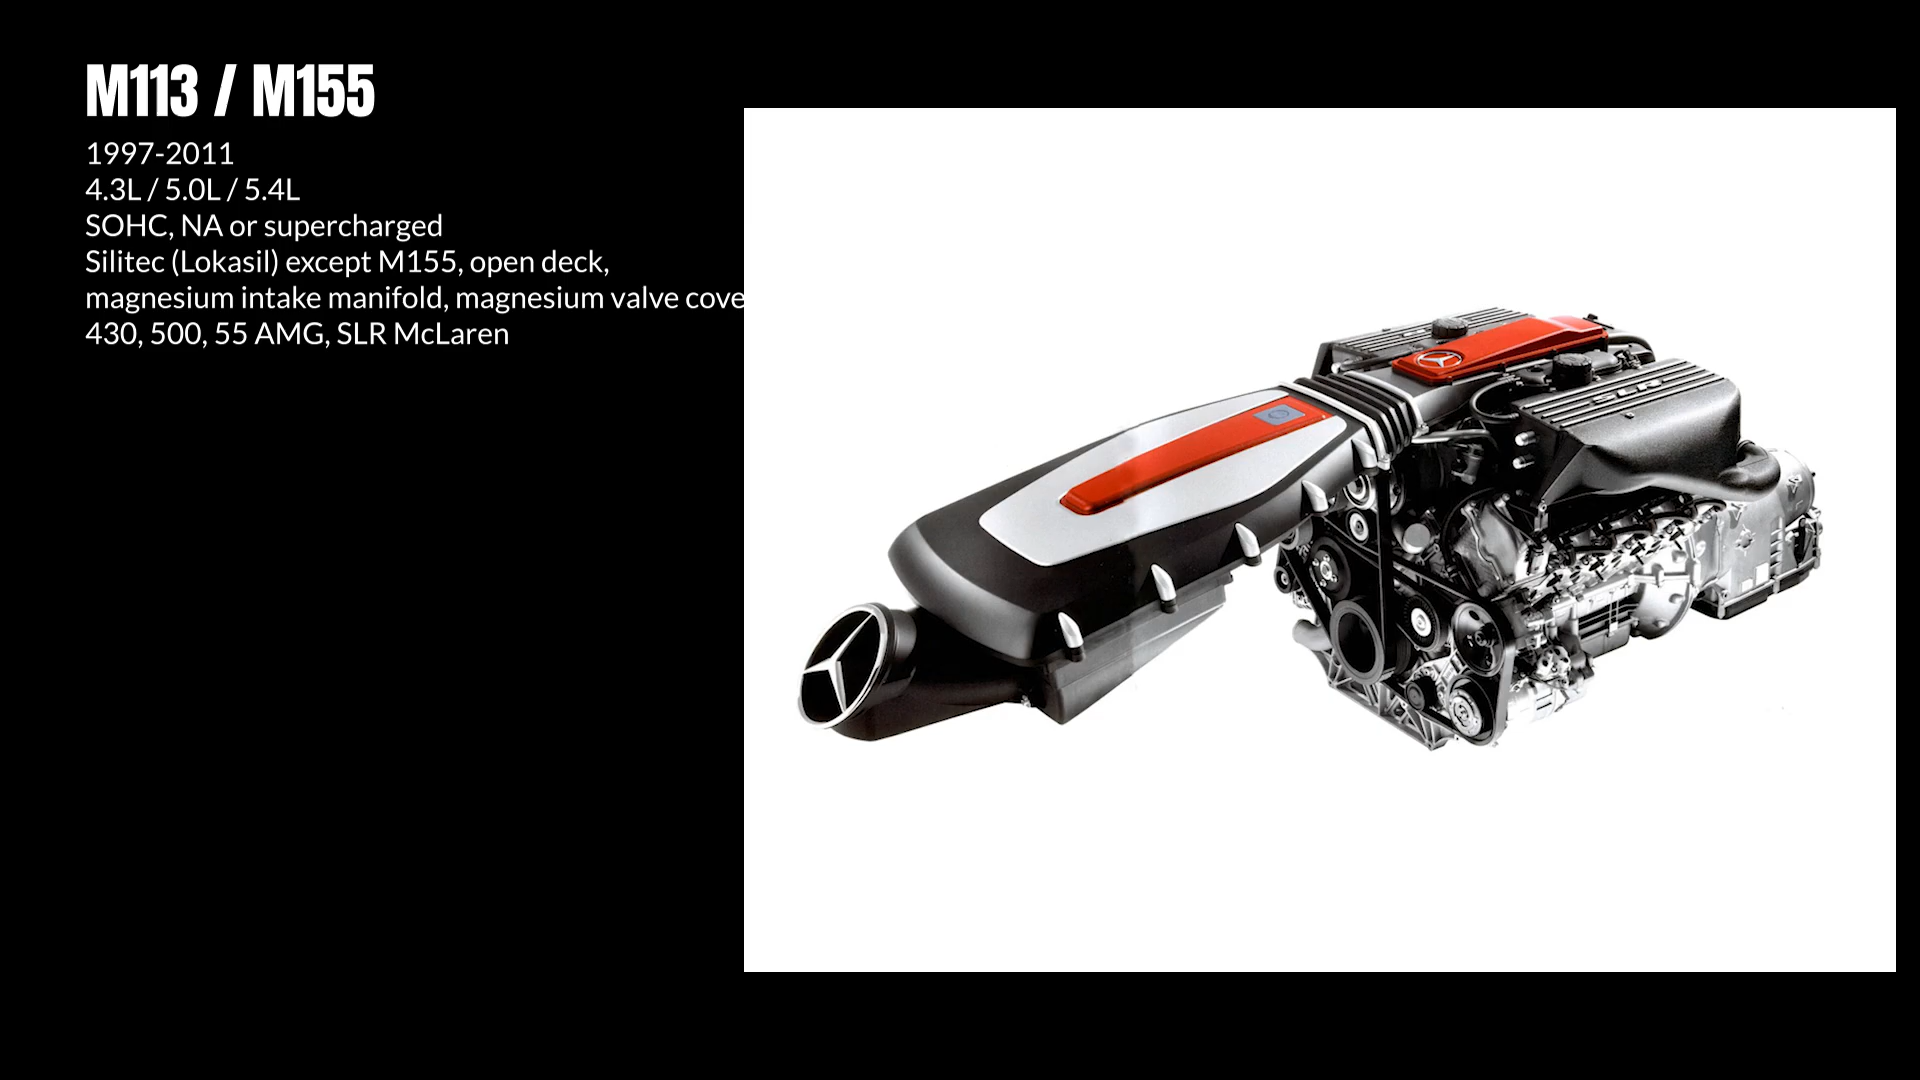 M113 / M155
1997-2011
4.3L / 5.0L / 5.4L
SOHC, NA or supercharged
Silitec (Lokasil) except M155, open deck,
magnesium intake manifold, magnesium valve cove
430, 500, 55 AMG, SLR McLaren
SLR